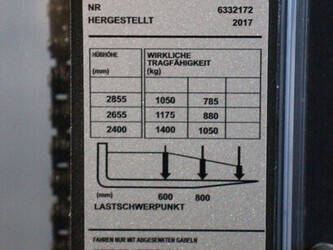 NR 6332172
HERGESTELLT 2017
HUBHÖHE WIRKLICHE
TRAGFÄHIGKEIT
(mm) (kg)
2855 1050 785
2655 1175 880
2400 1400 1050
600 800
LASTSCHWERPUNKT
(mm)
FAHREN NUR MIT ABGESENKTEN GABELN